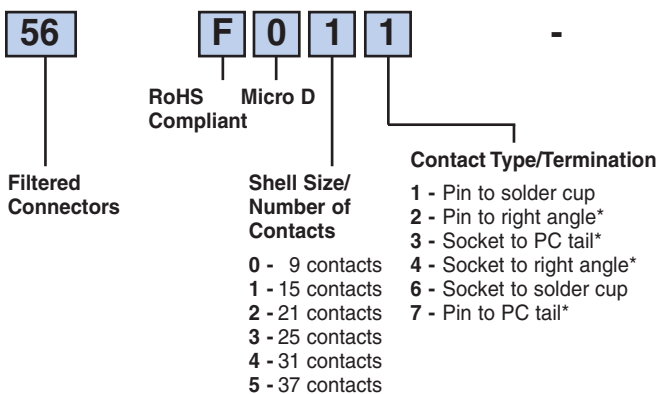 56 F 0 1 1 -
RoHS Compliant
Micro D
Filtered Connectors
Shell Size/
Number of
Contacts
0 - 9 contacts
1 - 15 contacts
2 - 21 contacts
3 - 25 contacts
4 - 31 contacts
5 - 37 contacts
Contact Type/Termination
1 - Pin to solder cup
2 - Pin to right angle*
3 - Socket to PC tail*
4 - Socket to right angle*
6 - Socket to solder cup
7 - Pin to PC tail*